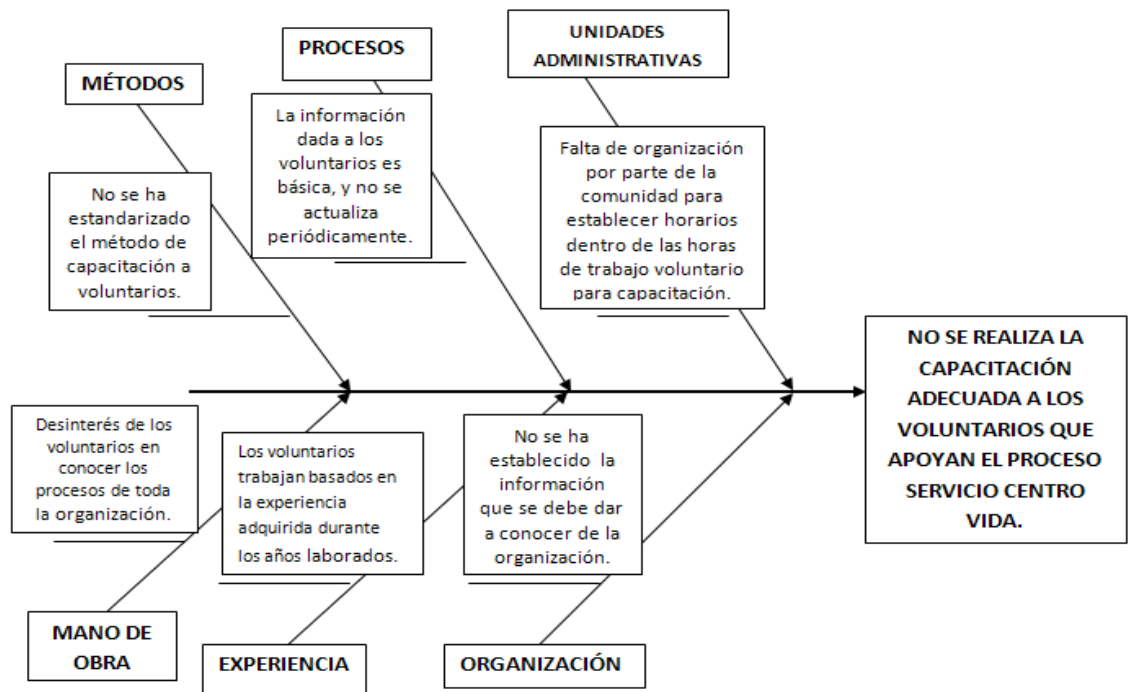 PROCESOS
UNIDADES
ADMINISTRATIVAS
MÉTODOS
La información
dada a los
voluntarios es
básica, y no se
actualiza
periódicamente.
Falta de organización
por parte de la
comunidad para
establecer horarios
dentro de las horas
de trabajo voluntario
para capacitación.
No se ha
estandarizado
el método de
capacitación a
voluntarios.
NO SE REALIZA LA
CAPACITACIÓN
ADECUADA A LOS
VOLUNTARIOS QUE
APOYAN EL PROCESO
SERVICIO CENTRO
VIDA.
Desinterés de los
voluntarios en
conocer los
procesos de toda
la organización.
Los voluntarios
trabajan basados en
la experiencia
adquirida durante
los años laborados.
No se ha
establecido la
información
que se debe dar
a conocer de la
organización.
MANO DE
OBRA
EXPERIENCIA
ORGANIZACIÓN